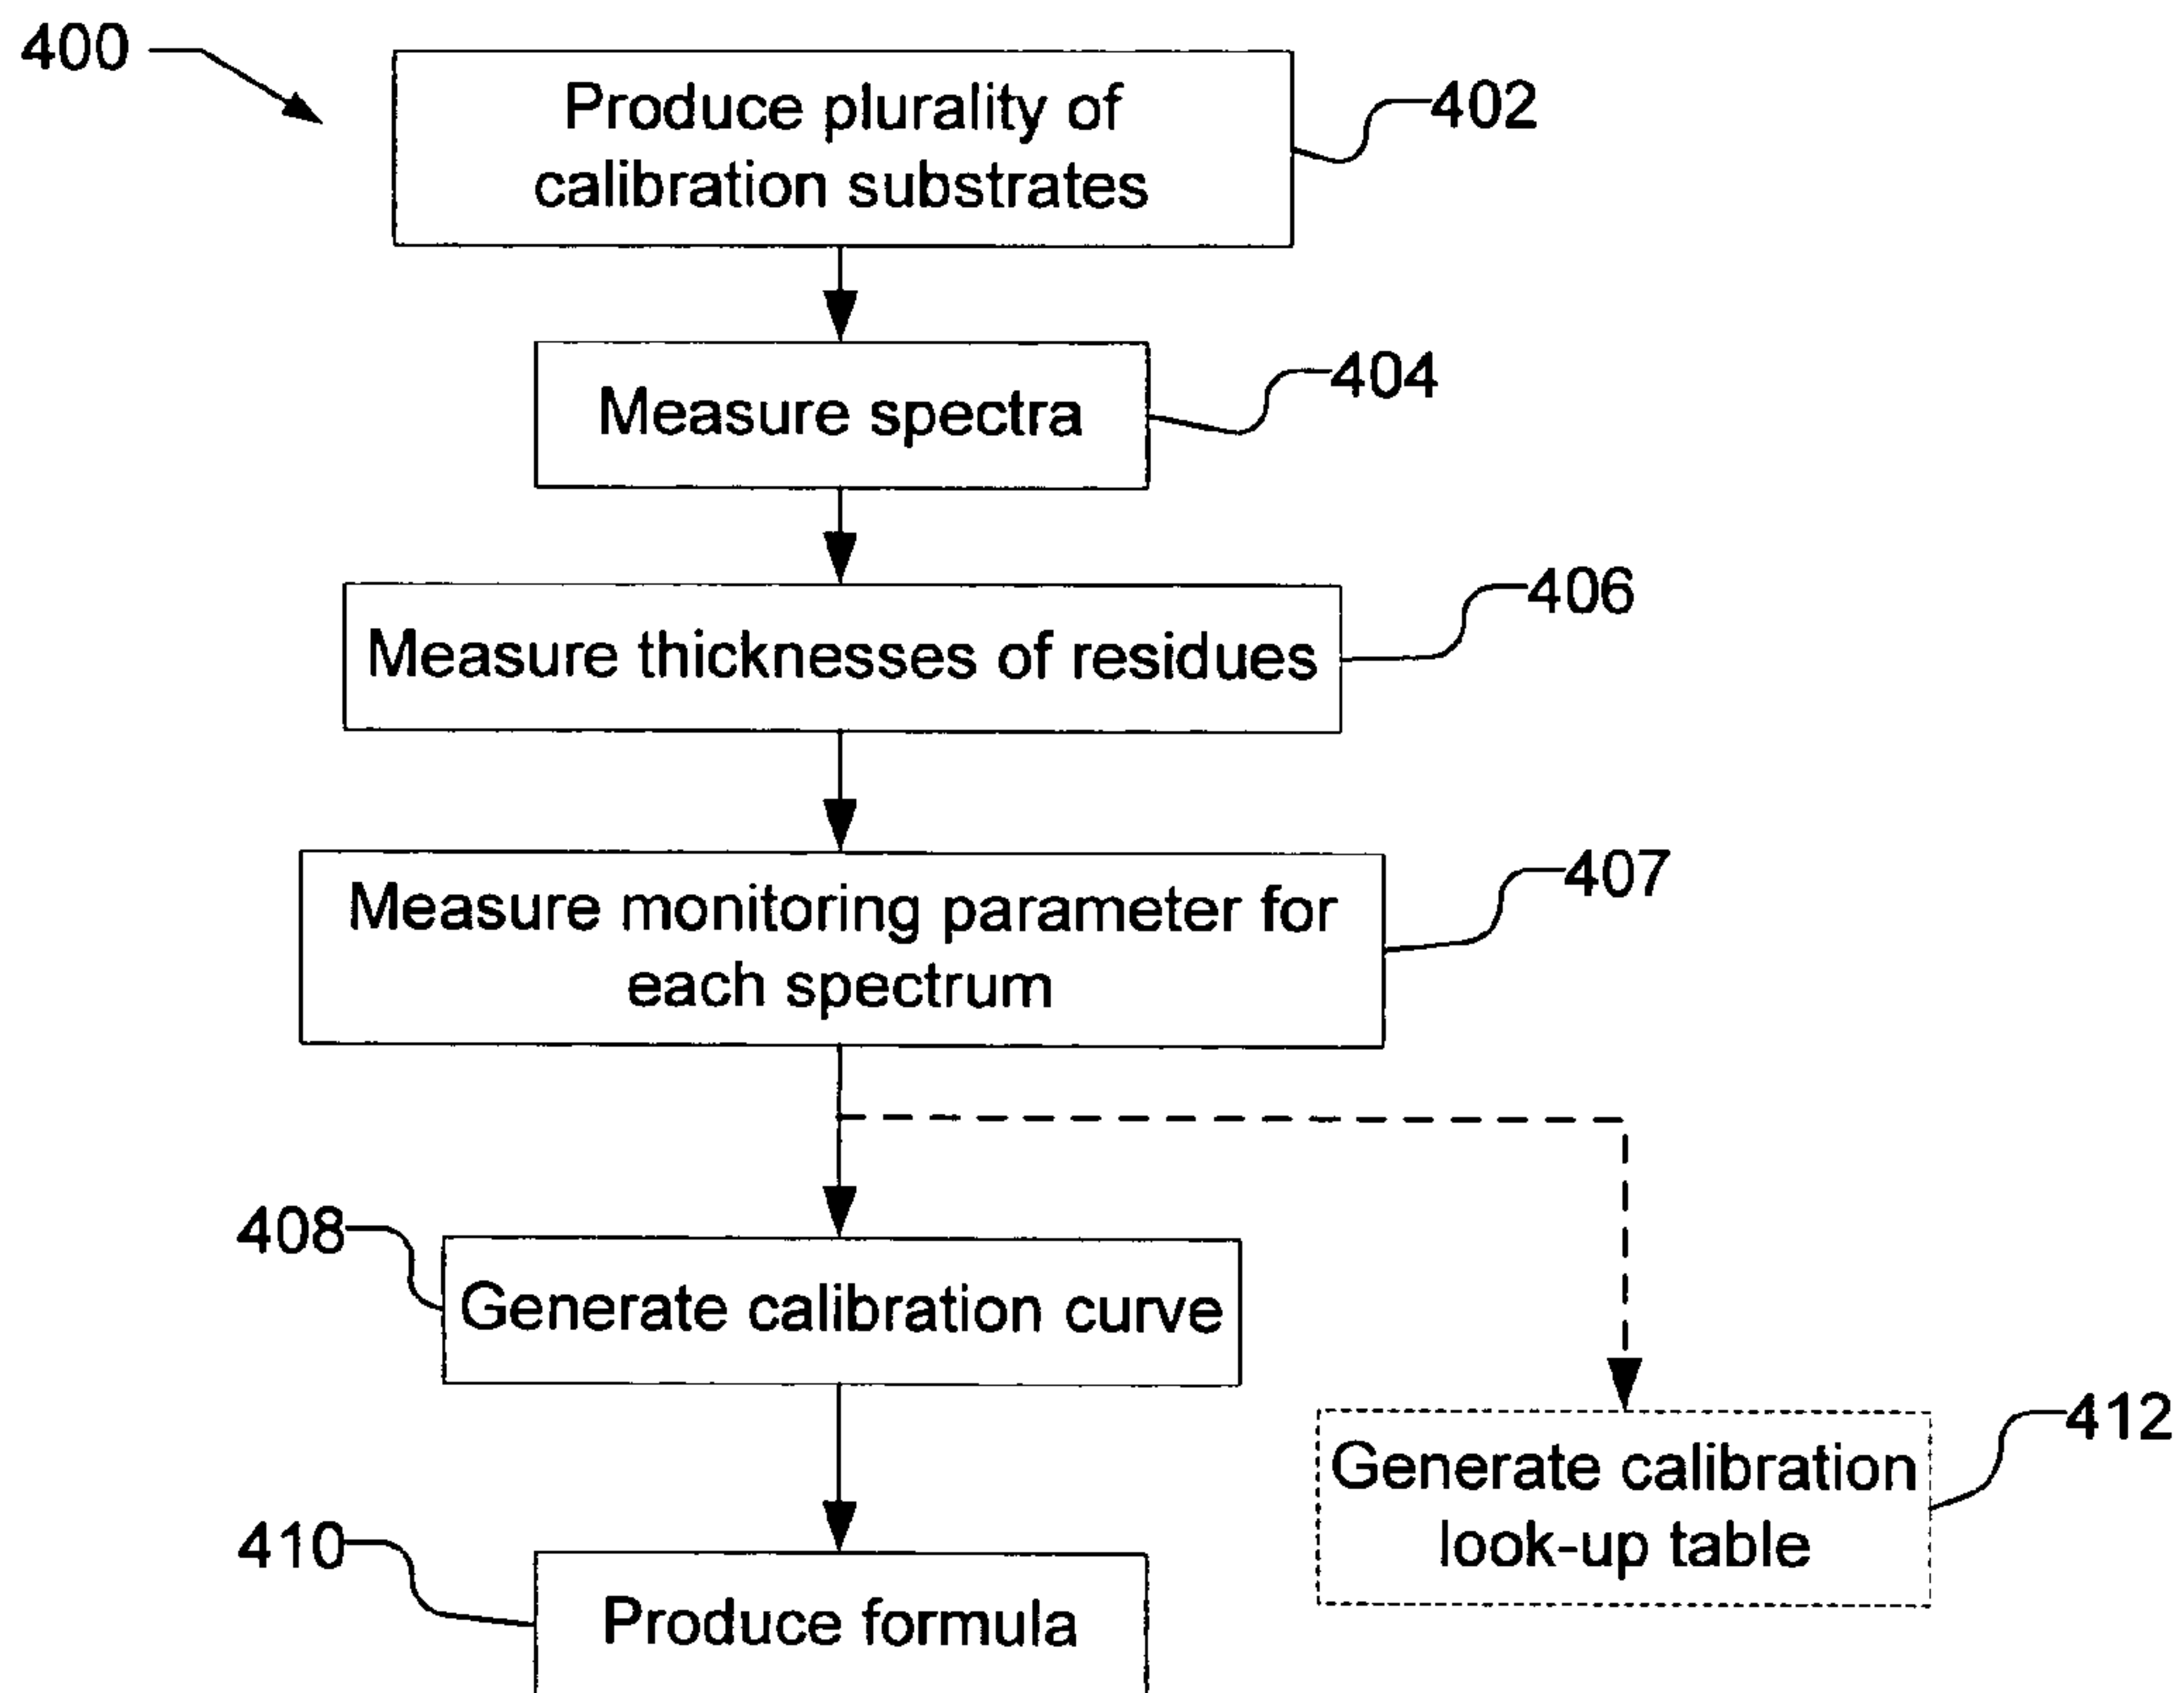 400
Produce plurality of
calibration substrates
402
Measure spectra
404
Measure thicknesses of residues
406
Measure monitoring parameter for
each spectrum
407
408
Generate calibration curve
410
Produce formula
Generate calibration
look-up table
412